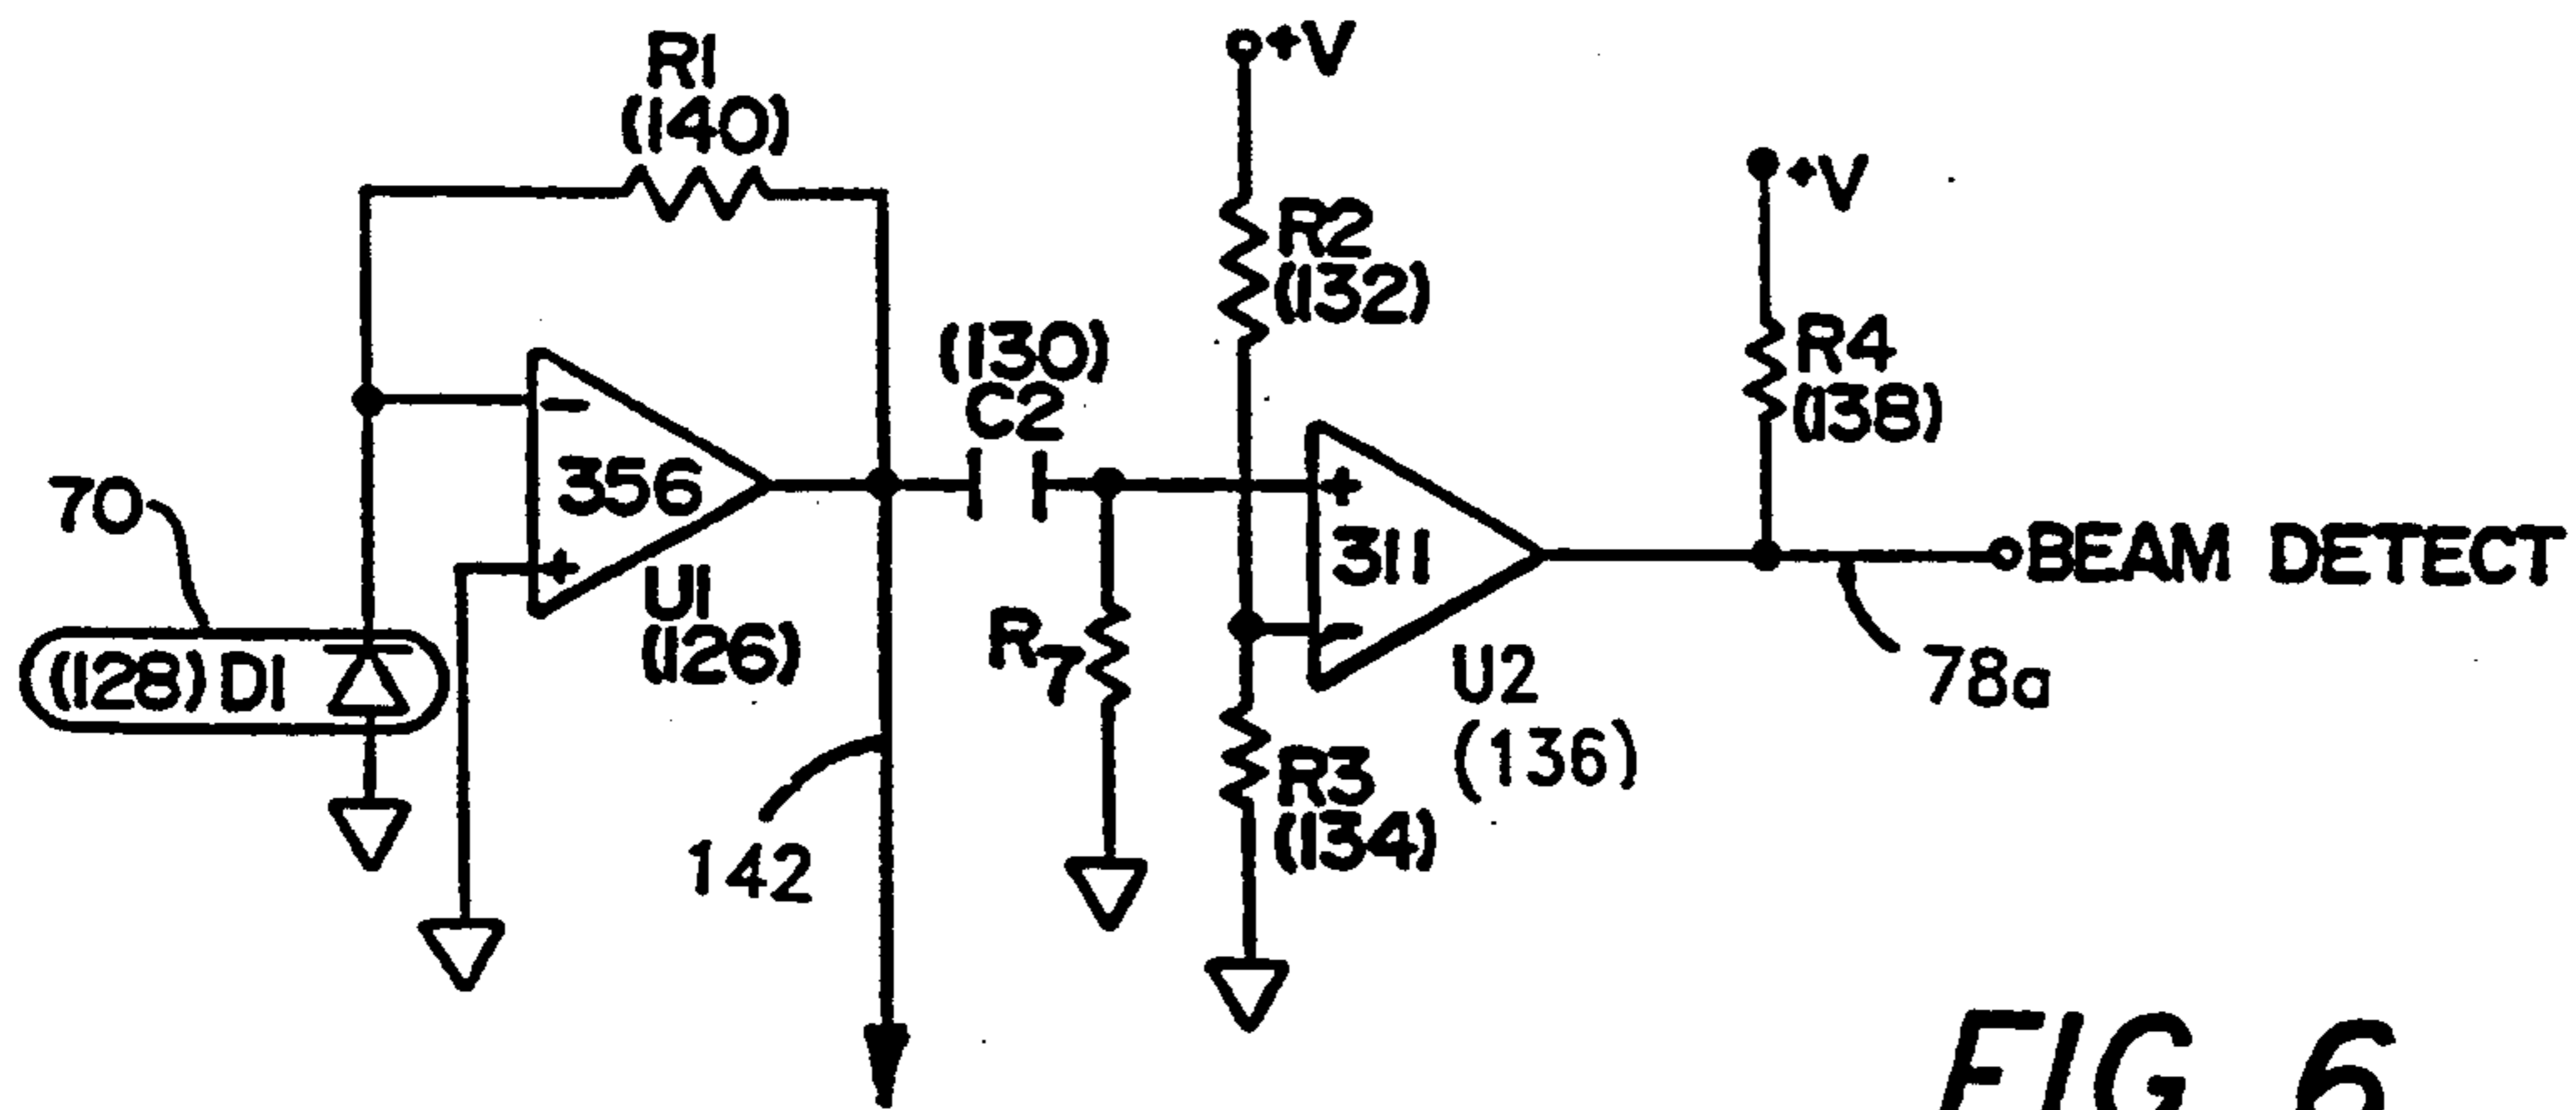 R1
(140)
+V
+V
R2
(132)
R4
(138)
(130)
C2
356
U1
(126)
70
(128) D1
R7
311
U2
(136)
BEAM DETECT
78a
R3
(134)
142
FIG 6